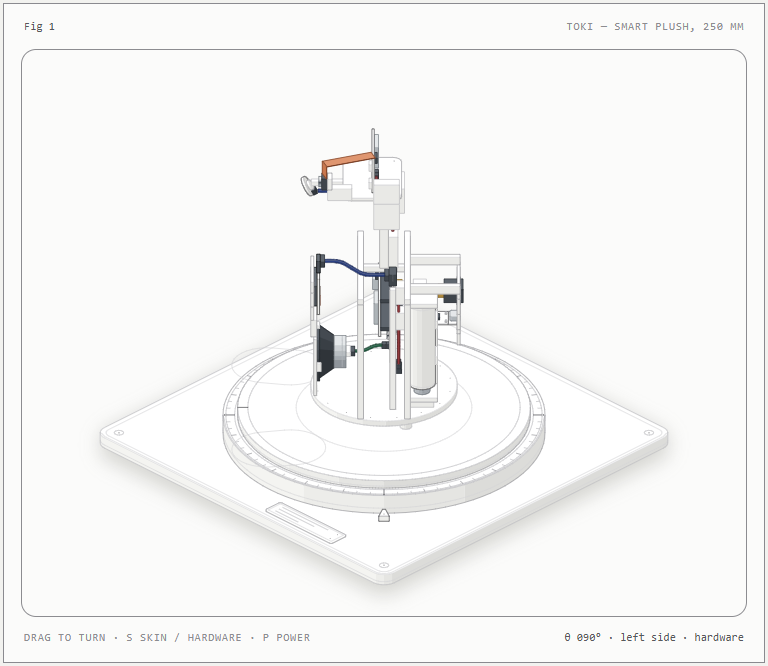 Fig 1
TOKI — SMART PLUSH, 250 MM
DRAG TO TURN · S SKIN / HARDWARE · P POWER
θ 090° · left side · hardware